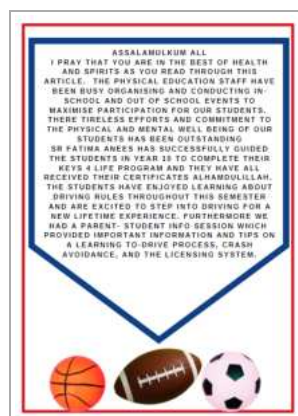 ASSALAMULKUM ALL
I PRAY THAT YOU ARE IN THE BEST OF HEALTH
AND SPIRITS AS YOU READ THROUGH THIS
ARTICLE. THE PHYSICAL EDUCATION STAFF HAVE
BEEN BUSY ORGANISING AND CONDUCTING IN-
SCHOOL AND OUT OF SCHOOL EVENTS TO
MAXIMISE PARTICIPATION FOR OUR STUDENTS.
THERE TIRELESS EFFORTS AND COMMITMENT TO
THE PHYSICAL AND MENTAL WELL BEING OF OUR
STUDENTS HAS BEEN OUTSTANDING
SR FATIMA ANEES HAS SUCCESSFULLY GUIDED
THE STUDENTS IN YEAR 10 TO COMPLETE THEIR
KEYS 4 LIFE PROGRAM AND THEY HAVE ALL
RECEIVED THEIR CERTIFICATES ALHAMDULILLAH.
THE STUDENTS HAVE ENJOYED LEARNING ABOUT
DRIVING RULES THROUGHOUT THIS SEMESTER
AND ARE EXCITED TO STEP INTO DRIVING FOR A
NEW LIFETIME EXPERIENCE. FURTHERMORE WE
HAD A PARENT- STUDENT INFO SESSION WHICH
PROVIDED IMPORTANT INFORMATION AND TIPS ON
A LEARNING TO-DRIVE PROCESS, CRASH
AVOIDANCE, AND THE LICENSING SYSTEM.